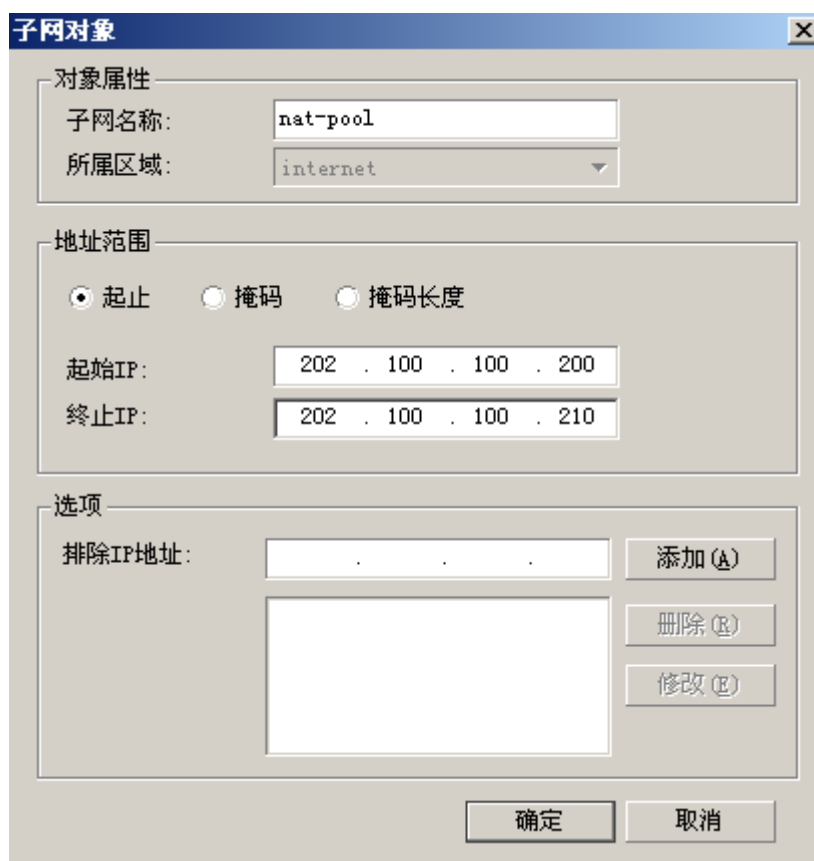 子网对象
对象属性
子网名称: nat-pool
所属区域: internet
地址范围
起止 掩码 掩码长度
起始IP: 202 . 100 . 100 . 200
终止IP: 202 . 100 . 100 . 210
选项
排除IP地址: . . . 添加(A)
删除(R)
修改(E)
确定 取消